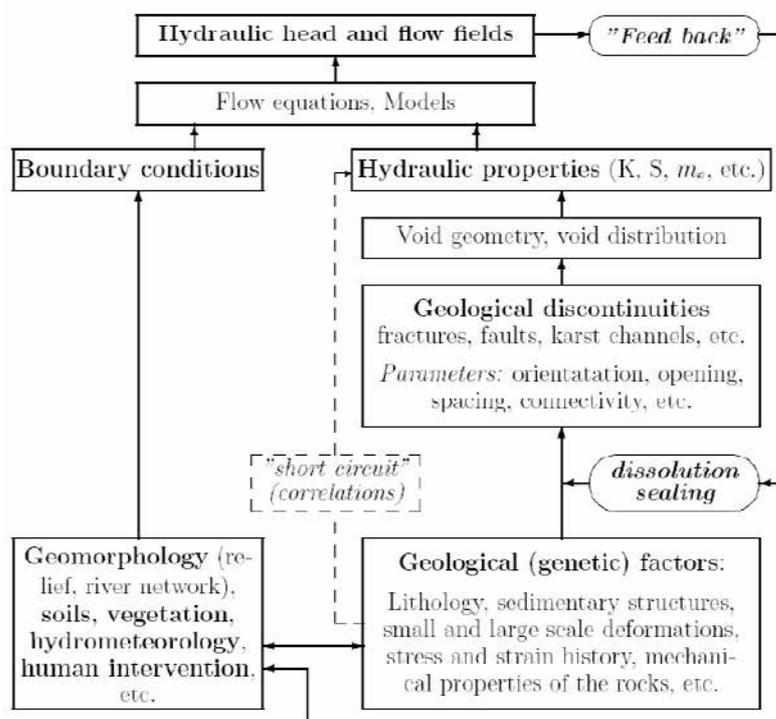 Hydraulic head and flow fields
"Feed back"
Flow equations, Models
Boundary conditions
Hydraulic properties (K, S, mₑ, etc.)
Void geometry, void distribution
Geological discontinuities
fractures, faults, karst channels, etc.
Parameters: orientatation, opening,
spacing, connectivity, etc.
"short circuit"
(correlations)
dissolution
sealing
Geomorphology (re-
lief, river network),
soils, vegetation,
hydrometeorology,
human intervention,
etc.
Geological (genetic) factors:
Lithology, sedimentary structures,
small and large scale deformations,
stress and strain history, mechani-
cal properties of the rocks, etc.